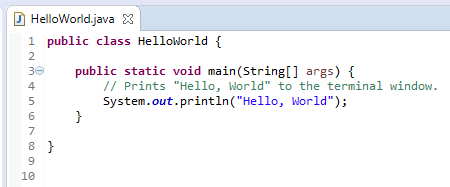 HelloWorld.java
1 public class HelloWorld {
2
3 public static void main(String[] args) {
4 // Prints "Hello, World" to the terminal window.
5 System.out.println("Hello, World");
6 }
7
8 }
9
10